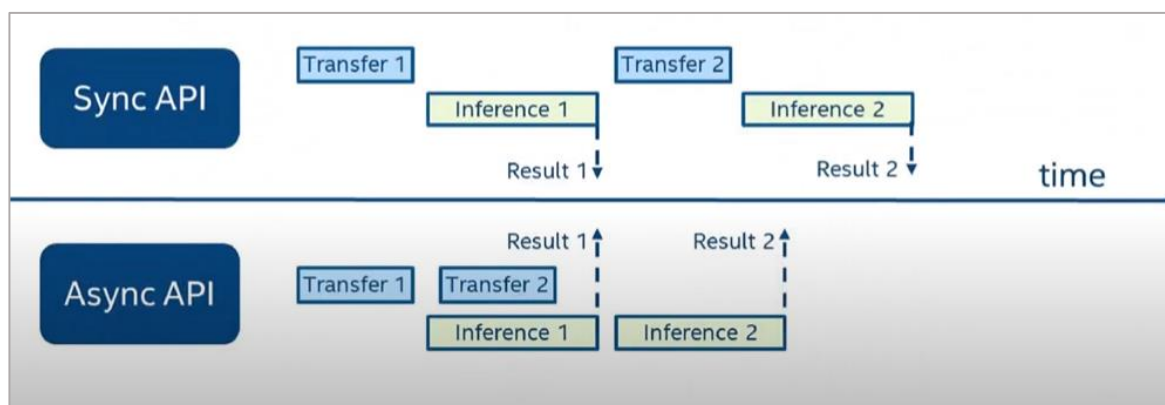 Sync API
Transfer 1
Transfer 2
Inference 1
Inference 2
Result 1
Result 2
time
Async API
Result 1
Result 2
Transfer 1
Transfer 2
Inference 1
Inference 2